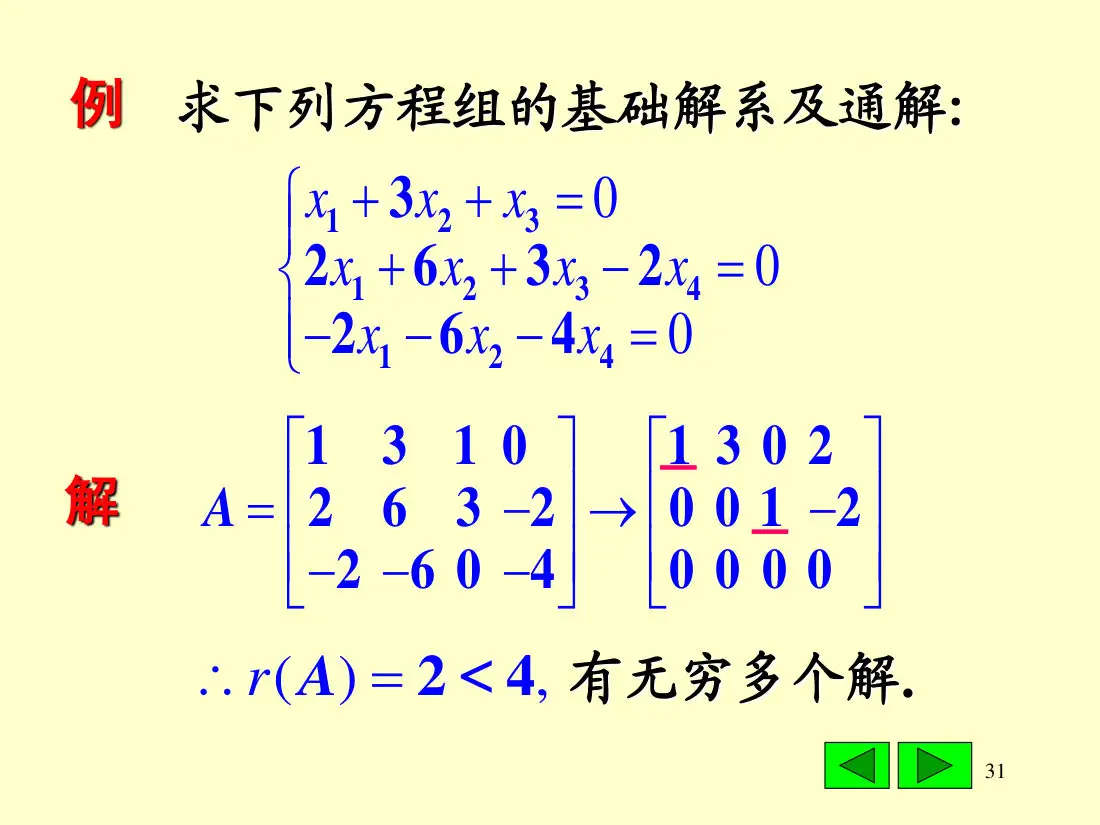 例 求下列方程组的基础解系及通解:
x₁ + 3x₂ + x₃ = 0
2x₁ + 6x₂ + 3x₃ − 2x₄ = 0
−2x₁ − 6x₂ − 4x₄ = 0
1 3 1 0 1 3 0 2
解 A = 2 6 3 −2 → 0 0 1 −2
−2 −6 0 −4 0 0 0 0
∴ r(A) = 2 < 4, 有无穷多个解.
31